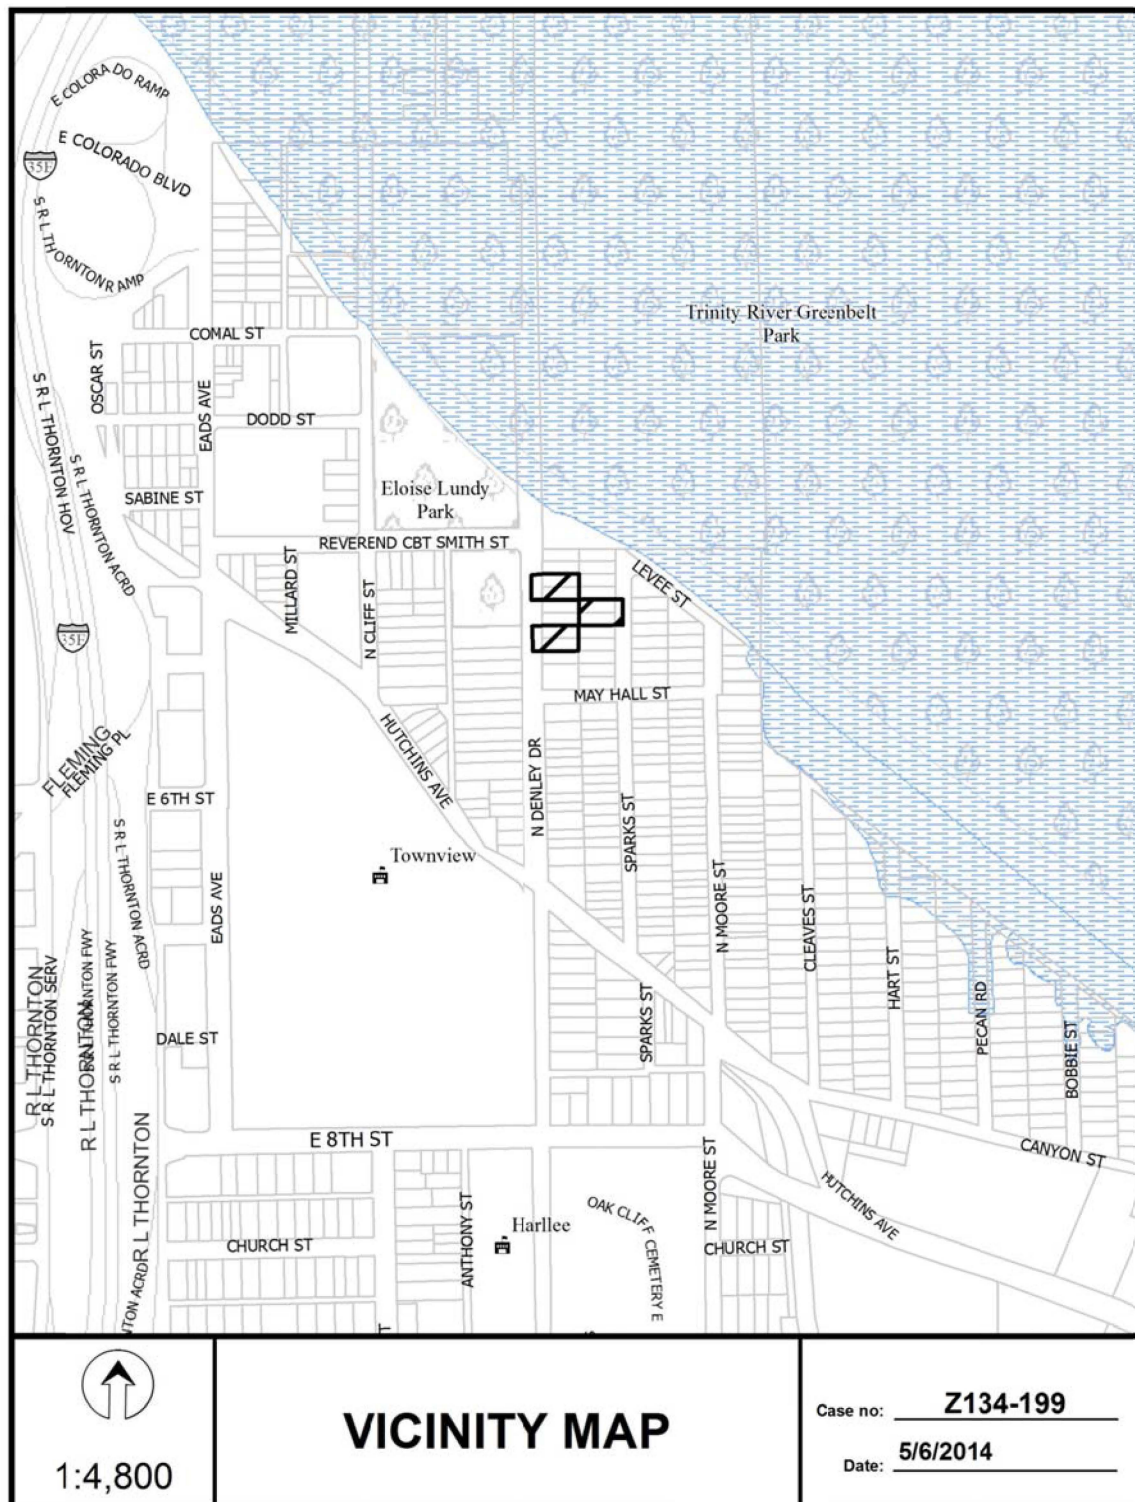 E COLORADO RAMP
E COLORADO BLVD
35E
S R L THORNTON RAMP
Trinity River Greenbelt
Park
COMAL ST
OSCAR ST
EADS AVE
S R L THORNTON HOV
DODD ST
S R L THORNTON ACRD
SABINE ST
Eloise Lundy
Park
REVEREND CBT SMITH ST
MILLARD ST
N CLIFF ST
LEVEE ST
35E
MAY HALL ST
HUTCHINS AVE
N DENLEY DR
FLEMING
FLEMING PL
E 6TH ST
SPARKS ST
S R L THORNTON ACRD
Townview
EADS AVE
N MOORE ST
CLEAVES ST
HART ST
PECAN RD
BOBBIE ST
SPARKS ST
R L THORNTON
S R L THORNTON SERV
R L THORNTON
S R L THORNTON FWY
S R L THORNTON FWY
DALE ST
R L THORNTON
E 8TH ST
CANYON ST
N MOORE ST
HUTCHINS AVE
ANTHONY ST
Harllee
OAK CLIFF CEMETERY E
CHURCH ST
CHURCH ST
NTON ACRD
T
S
1:4,800
VICINITY MAP
Case no: Z134-199
Date: 5/6/2014